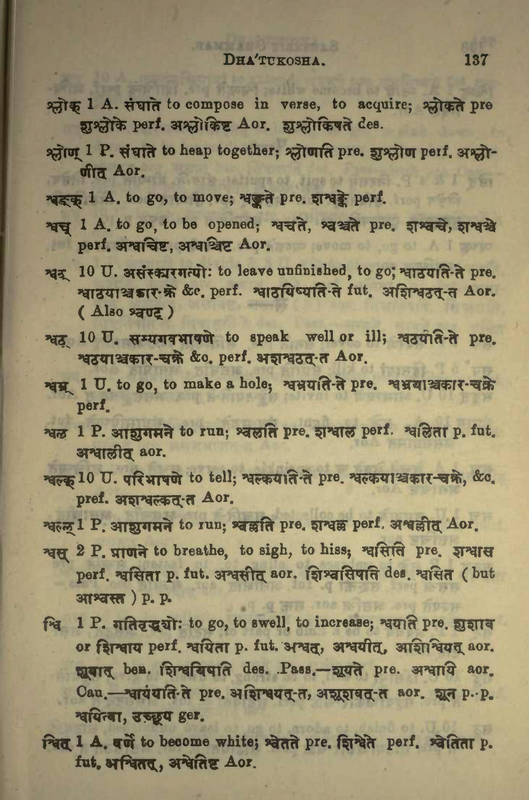 DHA'TUKOSHA. 137
श्लोक् 1 A. संघाते to compose in verse, to acquire; श्लोकते pre
शुश्लोके perf. अश्लोकिष्ट Aor. शुश्लोकिषते des.
श्लोण् 1 P. संघाते to heap together; श्लोणति pre. शुश्लोण perf. अश्लो-
णीत् Aor.
श्वङ्क् 1 A. to go, to move; श्वङ्कते pre. शश्वङ्के perf.
श्वच् 1 A. to go, to be opened; श्वचते, श्वञ्चते pre. शश्वचे, शश्वञ्चे
perf. अश्वचिष्ट, अश्वञ्चिष्ट Aor.
श्वठ् 10 U. असंस्कारगत्योः to leave unfinished, to go; श्वाठयति-ते pre.
श्वाठयाञ्चकार-क्रे &c. perf. श्वाठयिष्यति-ते fut. अशिश्वठत्-त Aor.
( Also श्वण्ठ् )
श्वठ् 10 U. सम्यगवभाषणे to speak well or ill; श्वठयति-ते pre.
श्वठयाञ्चकार-चक्रे &c. perf. अशश्वठत्-त Aor.
श्वभ्र् 1 U. to go, to make a hole; श्वभ्रयति-ते pre. श्वभ्रयाञ्चकार-चक्रे
perf.
श्वल 1 P. आशुगमने to run; श्वलति pre. शश्वाल perf. श्वलिता p. fut.
अश्वालीत् aor.
श्वल्क् 10 U. परिभाषणे to tell; श्वल्कयति-ते pre. श्वल्कयाञ्चकार-चक्रे, &c.
pref. अशश्वल्कत्-त Aor.
श्वल्ल् 1 P. आशुगमने to run; श्वल्लति pre. शश्वल्ल perf. अश्वल्लीत् Aor.
श्वस् 2 P. प्राणने to breathe, to sigh, to hiss; श्वसिति pre. शश्वास
perf. श्वसिता p. fut. अश्वसीत् aor. शिश्वसिषति des. श्वसित ( but
आश्वस्त ) p. p.
श्वि 1 P. गतिवृद्ध्योः to go, to swell, to increase; श्वयति pre. शुशाव
or शिश्वाय perf. श्वयिता p. fut. अश्वत्, अश्वयीत्, अशिश्वियत् aor.
शूयात् ben. शिश्वयिषति des. Pass.—शूयते pre. अश्वायि aor.
Cau.—श्वाययति-ते pre. अशिश्वयत्-त, अशूशवत्-त aor. शून p. p.
श्वयित्वा, उच्छूय ger.
श्वित् 1 A. वर्णे to become white; श्वेतते pre. शिश्विते perf. श्वेतिता p.
fut. अश्वितत्, अश्वेतिष्ट Aor.